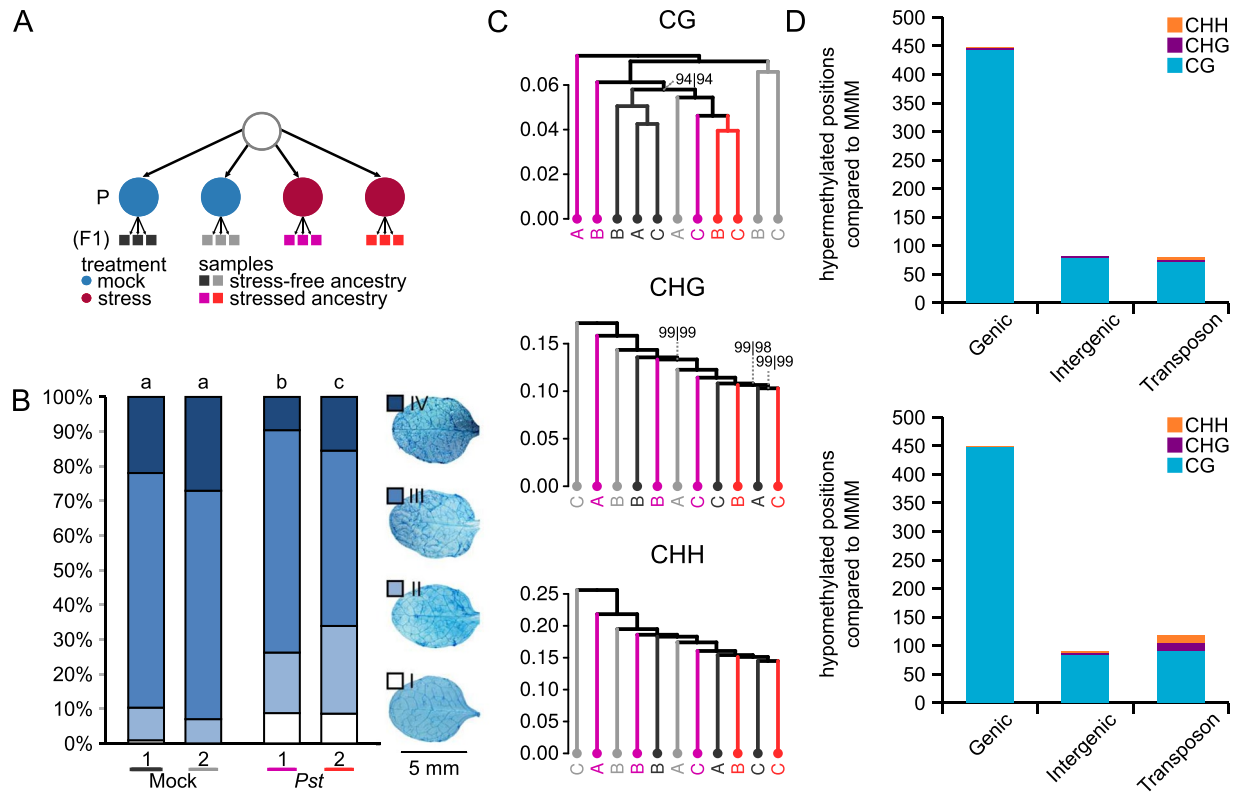 A
P
(F1)
treatment
mock
stress
samples
stress-free ancestry
stressed ancestry
B
100%
90%
80%
70%
60%
50%
40%
30%
20%
10%
0%
a a b c
1 2 1 2
Mock Pst
IV
III
II
I
5 mm
C
CG
0.06
0.04
0.02
0.00
94|94
A B B A C A C B C B C
CHG
0.15
0.10
0.05
0.00
99|99
99|98
99|99
C A B B B A C C B A C
CHH
0.25
0.20
0.15
0.10
0.05
0.00
C A B B B A C A B C C
D
hypermethylated positions
compared to MMM
500
450
400
350
300
250
200
150
100
50
0
CHH
CHG
CG
Genic
Intergenic
Transposon
hypomethylated positions
compared to MMM
500
450
400
350
300
250
200
150
100
50
0
CHH
CHG
CG
Genic
Intergenic
Transposon